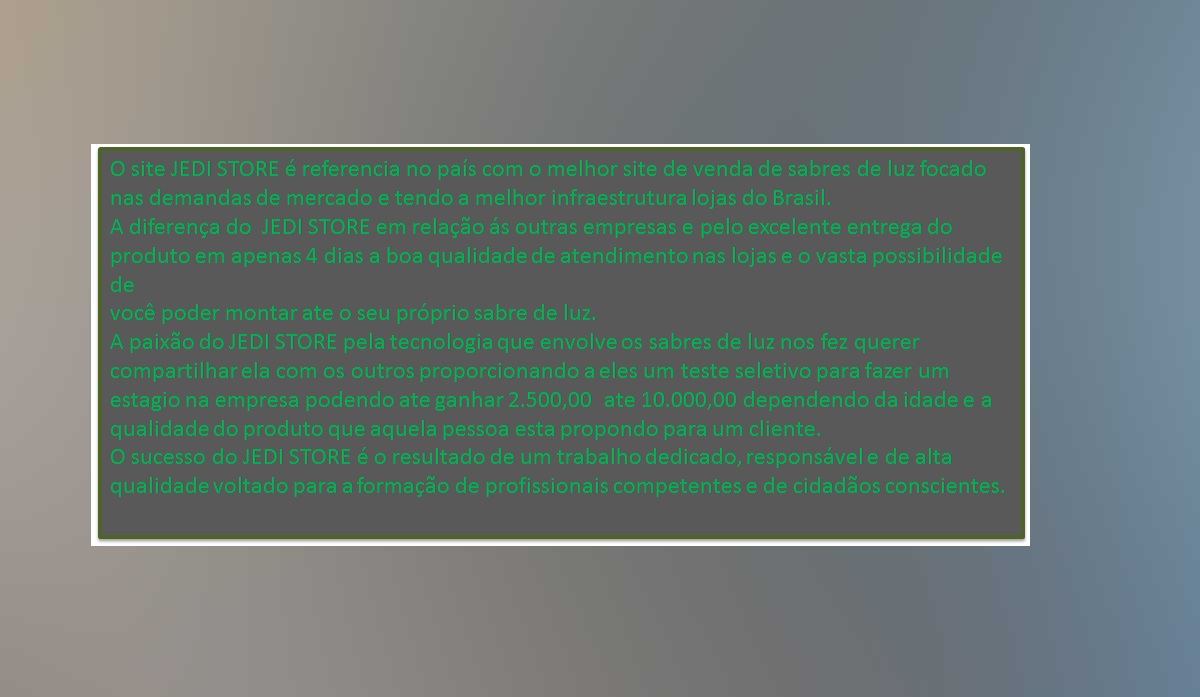 O site JEDI STORE é referencia no país com o melhor site de venda de sabres de luz focado
nas demandas de mercado e tendo a melhor infraestrutura lojas do Brasil.
A diferença do  JEDI STORE em relação ás outras empresas e pelo excelente entrega do
produto em apenas 4 dias a boa qualidade de atendimento nas lojas e o vasta possibilidade
de
você poder montar ate o seu próprio sabre de luz.
A paixão do JEDI STORE pela tecnologia que envolve os sabres de luz nos fez querer
compartilhar ela com os outros proporcionando a eles um teste seletivo para fazer um
estagio na empresa podendo ate ganhar 2.500,00  ate 10.000,00 dependendo da idade e a
qualidade do produto que aquela pessoa esta propondo para um cliente.
O sucesso do JEDI STORE é o resultado de um trabalho dedicado, responsável e de alta
qualidade voltado para a formação de profissionais competentes e de cidadãos conscientes.